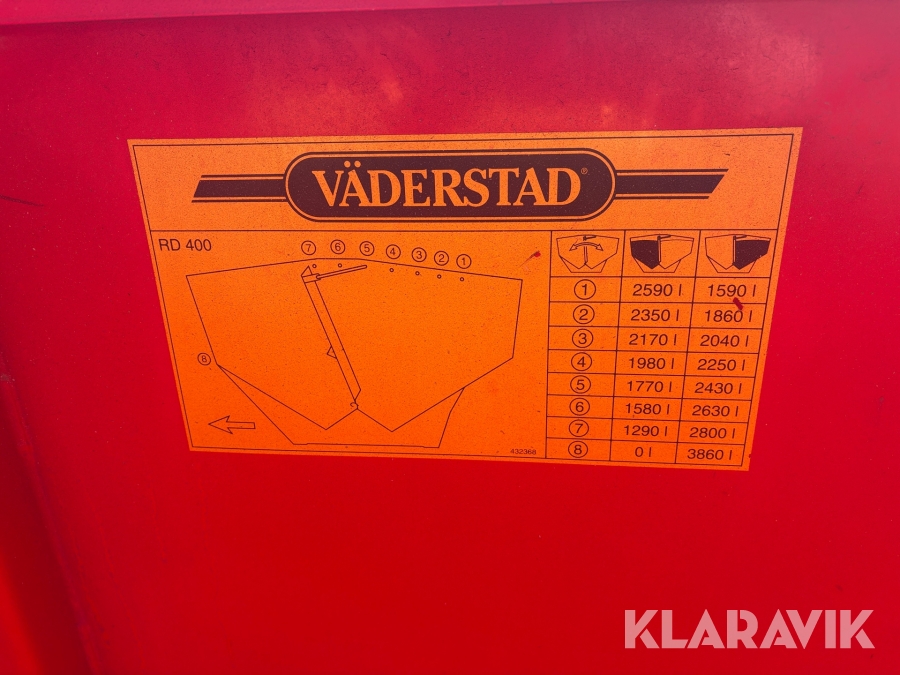 VÄDERSTAD®
RD 400
7 6 5 4 3 2 1
8
1 2590 l 1590 l
2 2350 l 1860 l
3 2170 l 2040 l
4 1980 l 2250 l
5 1770 l 2430 l
6 1580 l 2630 l
7 1290 l 2800 l
8 0 l 3860 l
432368
KLARAVIK